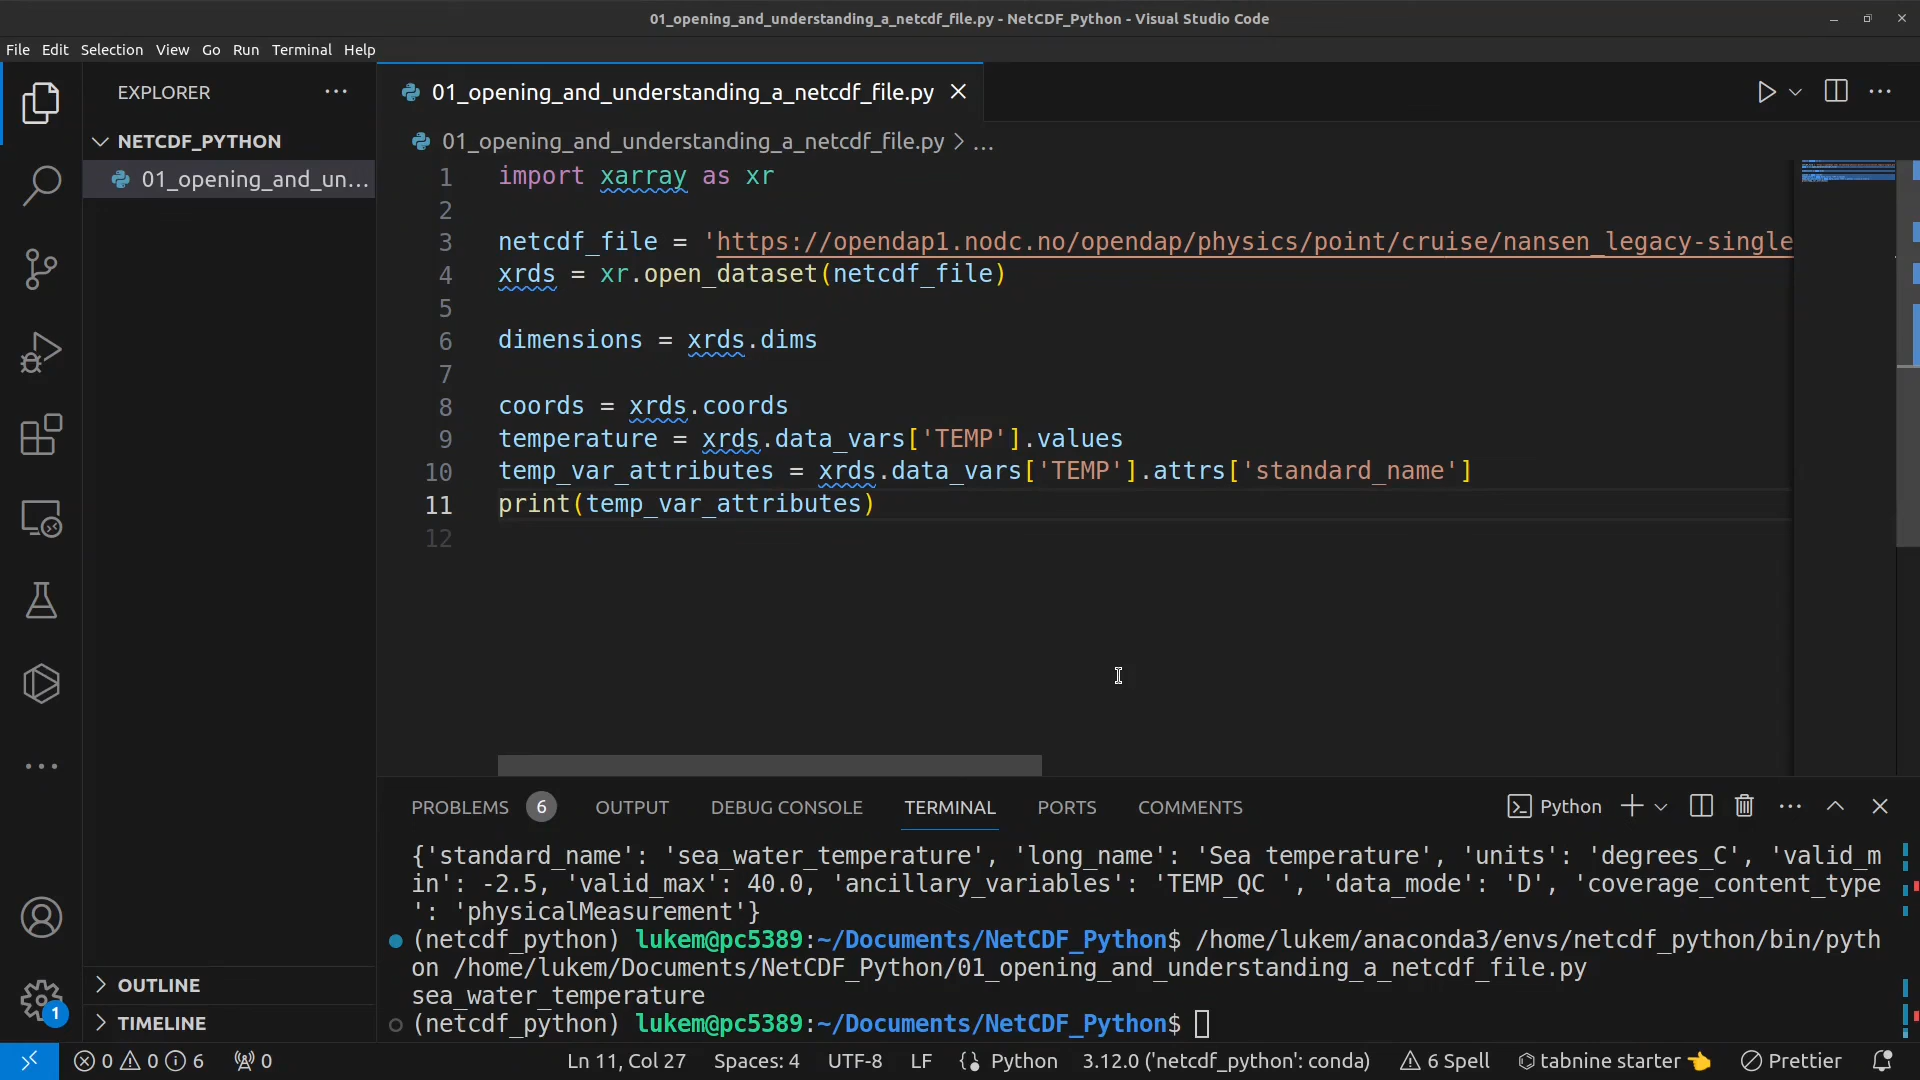 01_opening_and_understanding_a_netcdf_file.py - NetCDF_Python - Visual Studio Code
File Edit Selection View Go Run Terminal Help
EXPLORER
NETCDF_PYTHON
01_opening_and_un...
01_opening_and_understanding_a_netcdf_file.py
01_opening_and_understanding_a_netcdf_file.py > ...
1 import xarray as xr
2
3 netcdf_file = 'https://opendap1.nodc.no/opendap/physics/point/cruise/nansen_legacy-single
4 xrds = xr.open_dataset(netcdf_file)
5
6 dimensions = xrds.dims
7
8 coords = xrds.coords
9 temperature = xrds.data_vars['TEMP'].values
10 temp_var_attributes = xrds.data_vars['TEMP'].attrs['standard_name']
11 print(temp_var_attributes)
12
PROBLEMS 6 OUTPUT DEBUG CONSOLE TERMINAL PORTS COMMENTS Python
{'standard_name': 'sea_water_temperature', 'long_name': 'Sea temperature', 'units': 'degrees_C', 'valid_m
in': -2.5, 'valid_max': 40.0, 'ancillary_variables': 'TEMP_QC ', 'data_mode': 'D', 'coverage_content_type
': 'physicalMeasurement'}
(netcdf_python) lukem@pc5389:~/Documents/NetCDF_Python$ /home/lukem/anaconda3/envs/netcdf_python/bin/pyth
on /home/lukem/Documents/NetCDF_Python/01_opening_and_understanding_a_netcdf_file.py
sea_water_temperature
(netcdf_python) lukem@pc5389:~/Documents/NetCDF_Python$
OUTLINE
TIMELINE
1
0 0 6 0 Ln 11, Col 27 Spaces: 4 UTF-8 LF Python 3.12.0 ('netcdf_python': conda) 6 Spell tabnine starter Prettier